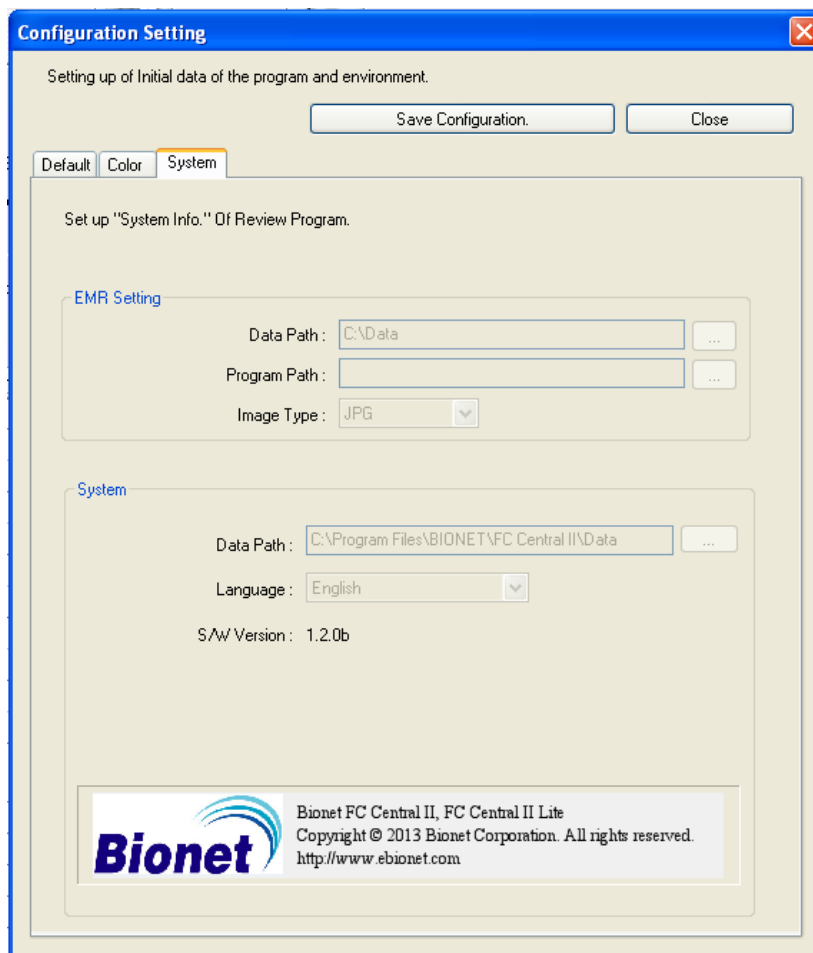 Configuration Setting
Setting up of Initial data of the program and environment.
Save Configuration. Close
Default Color System
Set up "System Info." Of Review Program.
EMR Setting
Data Path : C:\Data ...
Program Path : ...
Image Type : JPG
System
Data Path : C:\Program Files\BIONET\FC Central II\Data ...
Language : English
S/W Version : 1.2.0b
Bionet
Bionet FC Central II, FC Central II Lite
Copyright © 2013 Bionet Corporation. All rights reserved.
http://www.ebionet.com